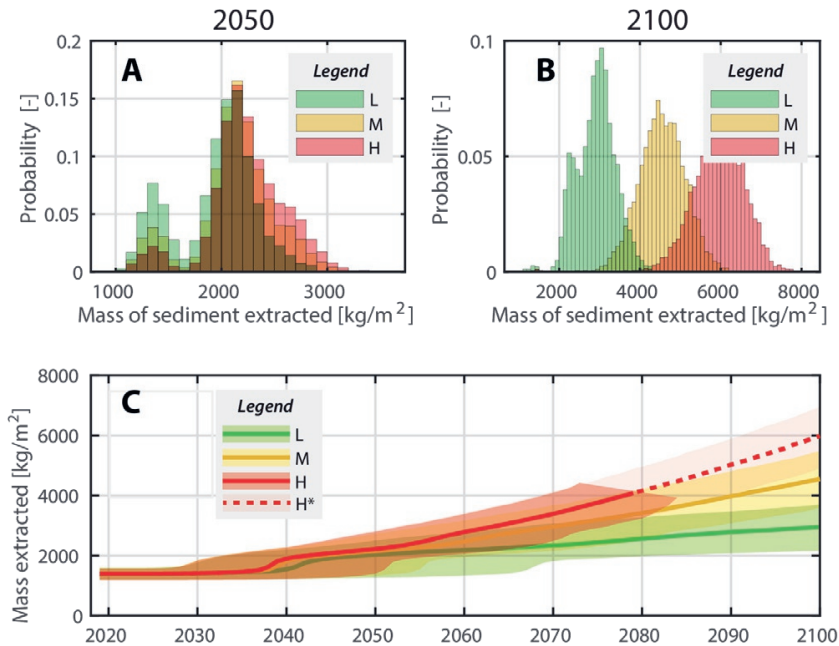 2050
2100
0.2
0.15
0.1
0.05
0
A
Legend
L
M
H
Probability [-]
1000
2000
3000
Mass of sediment extracted [kg/m²]
0.1
0.05
0
B
Legend
L
M
H
Probability [-]
2000
4000
6000
8000
Mass of sediment extracted [kg/m²]
8000
6000
4000
2000
0
C
Legend
L
M
H
H*
Mass extracted [kg/m²]
2020
2030
2040
2050
2060
2070
2080
2090
2100